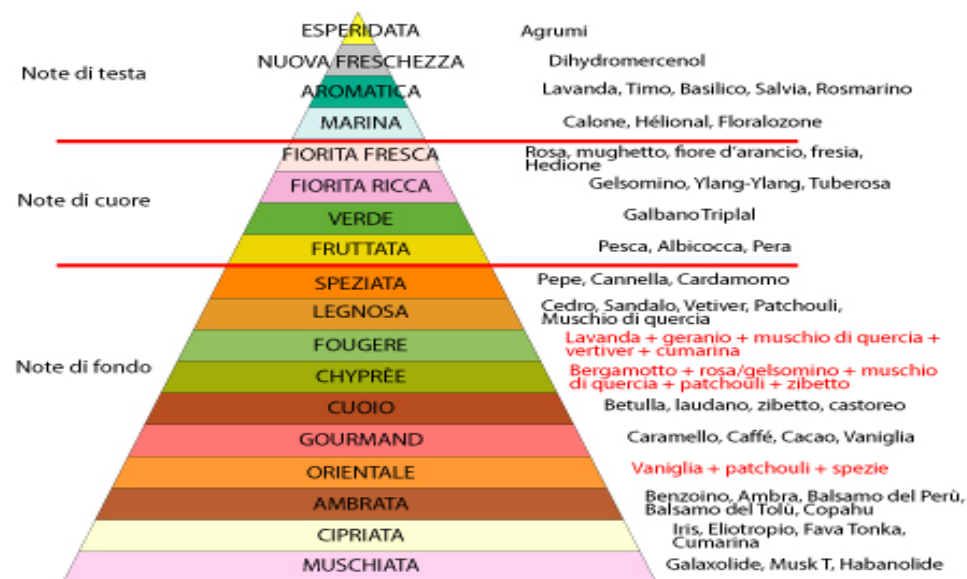 ESPERIDATA Agrumi
NUOVA FRESCHEZZA Dihydromercenol
Note di testa
AROMATICA Lavanda, Timo, Basilico, Salvia, Rosmarino
MARINA Calone, Hélional, Floralozone
FIORITA FRESCA Rosa, mughetto, fiore d'arancio, fresia,
Hedione
FIORITA RICCA Gelsomino, Ylang-Ylang, Tuberosa
Note di cuore
VERDE Galbano Triplal
FRUTTATA Pesca, Albicocca, Pera
SPEZIATA Pepe, Cannella, Cardamomo
LEGNOSA Cedro, Sandalo, Vetiver, Patchouli,
Muschio di quercia
FOUGERE Lavanda + geranio + muschio di quercia +
vertiver + cumarina
Note di fondo
CHYPRÈE Bergamotto + rosa/gelsomino + muschio
di quercia + patchouli + zibetto
CUOIO Betulla, laudano, zibetto, castoreo
GOURMAND Caramello, Caffé, Cacao, Vaniglia
ORIENTALE Vaniglia + patchouli + spezie
AMBRATA Benzoino, Ambra, Balsamo del Perù,
Balsamo del Tolù, Copahu
CIPRIATA Iris, Eliotropio, Fava Tonka,
Cumarina
MUSCHIATA Galaxolide, Musk T, Habanolide